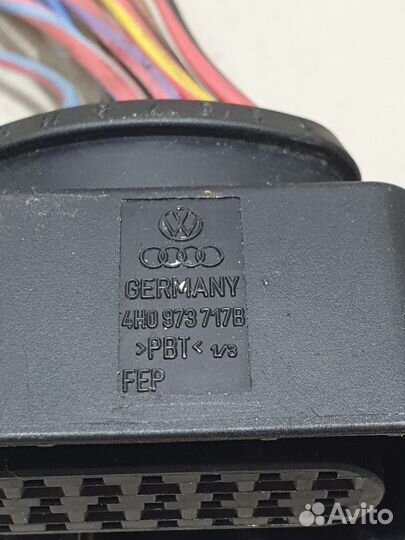 GERMANY
4H0 973 717B
>PBT< 1/3
FEP
Avito